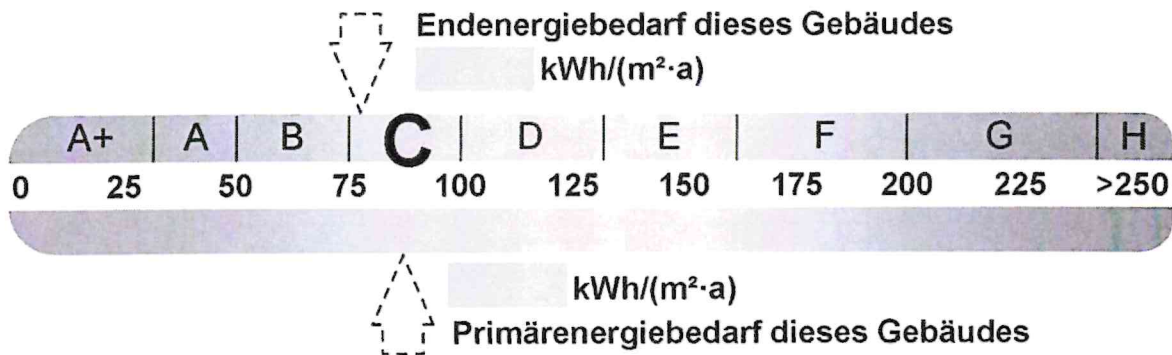 Endenergiebedarf dieses Gebäudes
kWh/(m²·a)
A+ A B C D E F G H
0 25 50 75 100 125 150 175 200 225 >250
kWh/(m²·a)
Primärenergiebedarf dieses Gebäudes